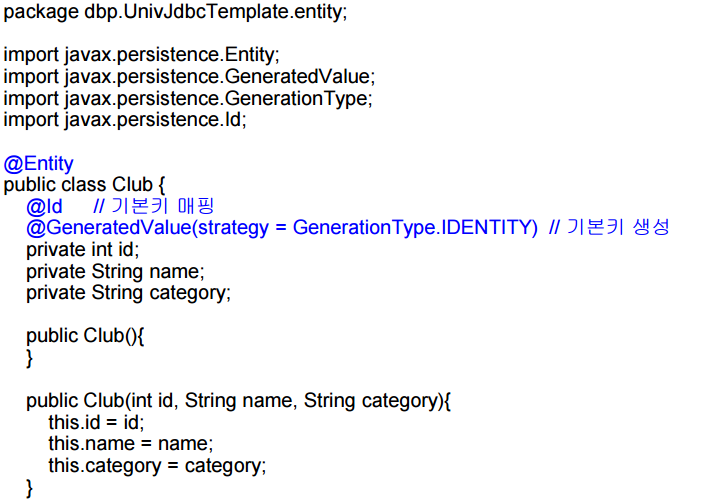 package dbp.UnivJdbcTemplate.entity;
import javax.persistence.Entity;
import javax.persistence.GeneratedValue;
import javax.persistence.GenerationType;
import javax.persistence.Id;
@Entity
public class Club {
@Id // 기본키 매핑
@GeneratedValue(strategy = GenerationType.IDENTITY) // 기본키 생성
private int id;
private String name;
private String category;
public Club(){
}
public Club(int id, String name, String category){
this.id = id;
this.name = name;
this.category = category;
}